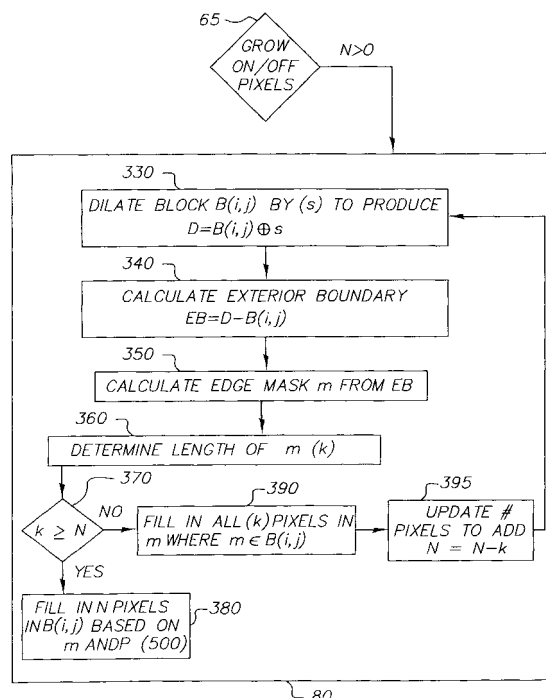 65
GROW
ON/OFF
PIXELS
N>0
330
DILATE BLOCK B(i,j) BY (s) TO PRODUCE
D=B(i,j)⊕s
340
CALCULATE EXTERIOR BOUNDARY
EB=D-B(i,j)
350
CALCULATE EDGE MASK m FROM EB
360
DETERMINE LENGTH OF m (k)
370
k ≥ N
NO
390
FILL IN ALL (k) PIXELS IN
m WHERE m ∈ B(i,j)
395
UPDATE #
PIXELS TO ADD
N = N-k
YES
FILL IN N PIXELS
INB(i,j) BASED ON
m ANDP (500)
380
80